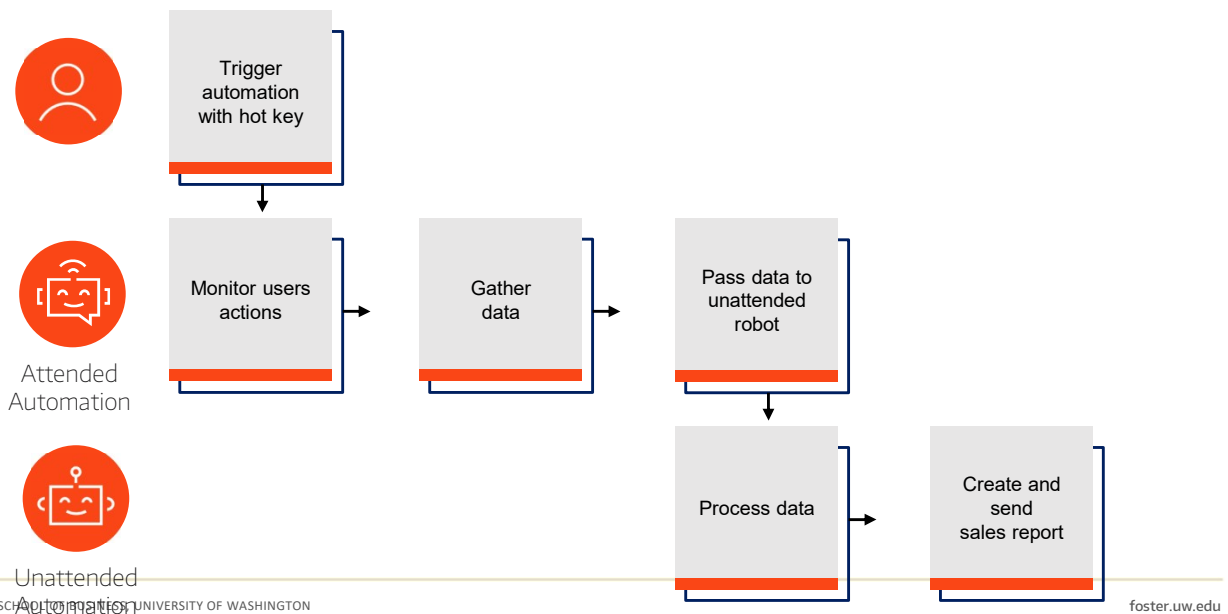 Trigger
automation
with hot key
Monitor users
actions
Gather
data
Pass data to
unattended
robot
Attended
Automation
Process data
Create and
send
sales report
Unattended
Automation
UNIVERSITY OF WASHINGTON
foster.uw.edu